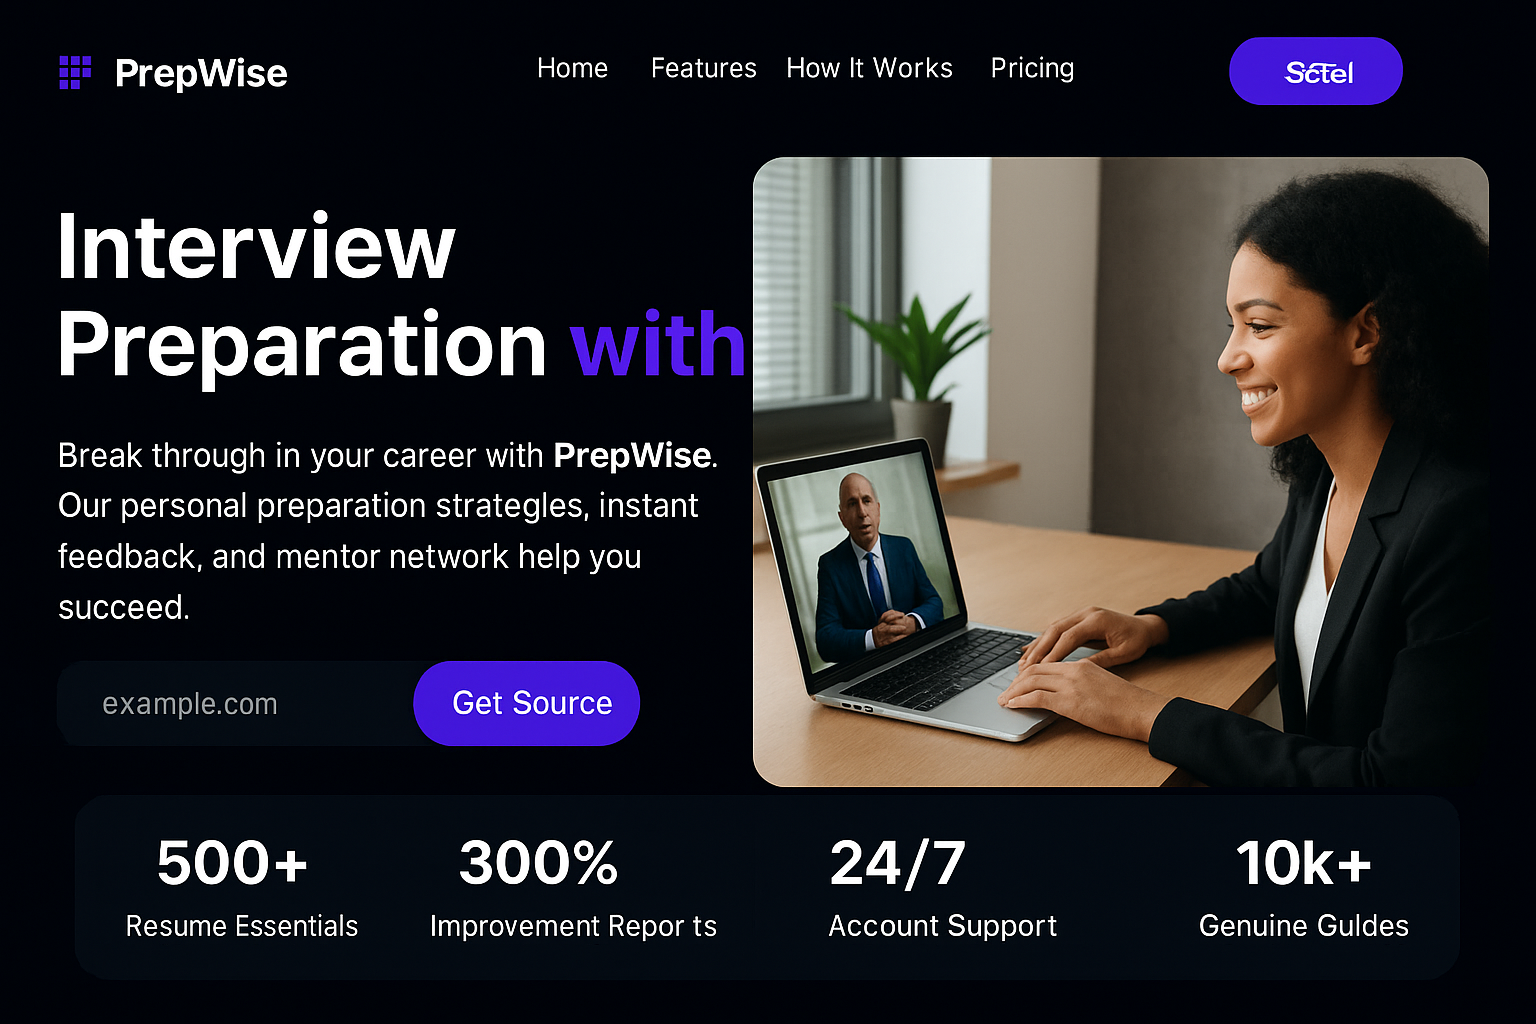 PrepWise
Home Features How It Works Pricing
Interview
Preparation with
Break through in your career with PrepWise.
Our personal preparation strategles, instant
feedback, and mentor network help you
succeed.
example.com Get Source
500+ 300% 24/7 10k+
Resume Essentials Improvement Repor ts Account Support Genuine Guldes